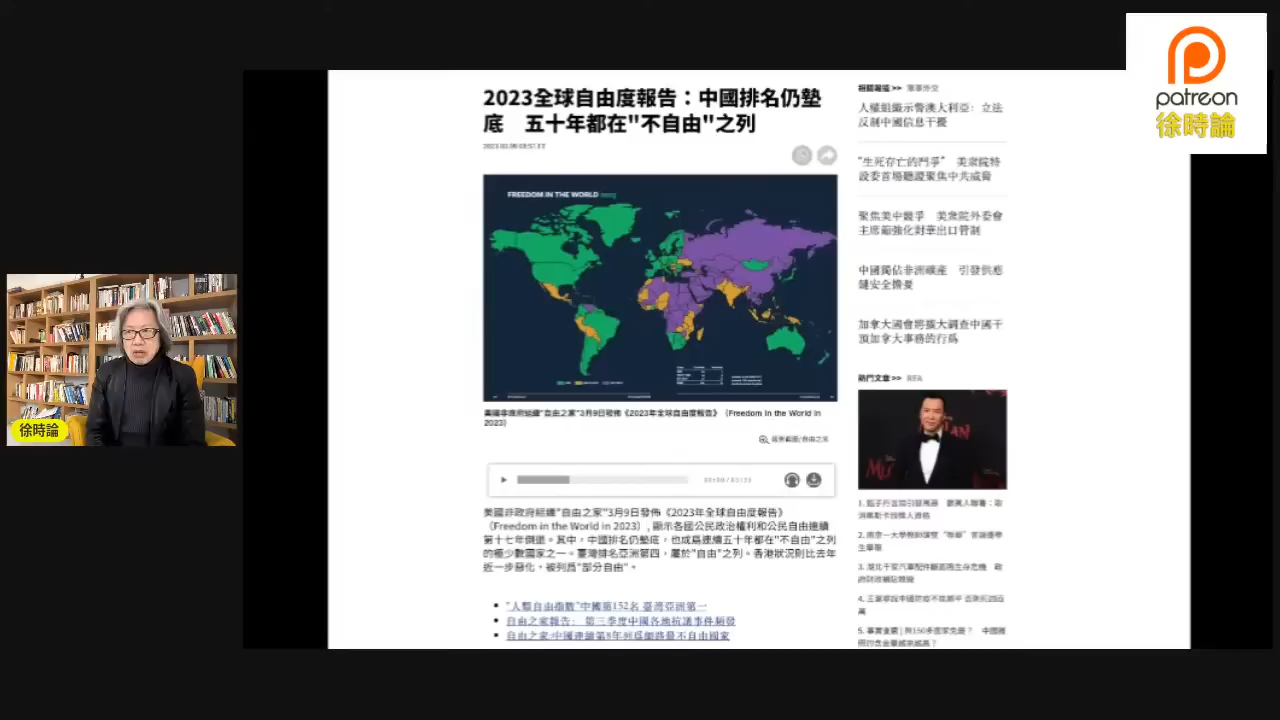 patreon
徐時論
2023全球自由度報告：中國排名仍墊
底　五十年都在"不自由"之列
FREEDOM IN THE WORLD 2023
美國非政府組織"自由之家"3月9日發佈《2023年全球自由度報告》（Freedom in the World in
2023）
美國非政府組織"自由之家"3月9日發佈《2023年全球自由度報告》
（Freedom in the World in 2023）, 顯示各國公民政治權利和公民自由連續
第十七年倒退。其中，中國排名仍墊底，也成爲連續五十年都在"不自由"之列
的極少數國家之一。臺灣排名亞洲第四，屬於"自由"之列。香港狀況則比去年
近一步惡化，被列爲"部分自由"。
"人類自由指數"中國第152名 臺灣亞洲第一
自由之家報告： 第三季度中國各地抗議事件頻發
自由之家:中國連續第8年列爲網路最不自由國家
相關報道 >> 軍事外交
人權組織示警澳大利亞：立法
反制中國信息干擾
"生死存亡的鬥爭"　美衆院特
設委首場聽證聚焦中共威脅
聚焦美中競爭　美衆院外委會
主席籲強化對華出口管制
中國獨佔非洲礦產　引發供應
鏈安全擔憂
加拿大國會將擴大調查中國干
預加拿大事務的行爲
熱門文章 >> RFA
徐時論